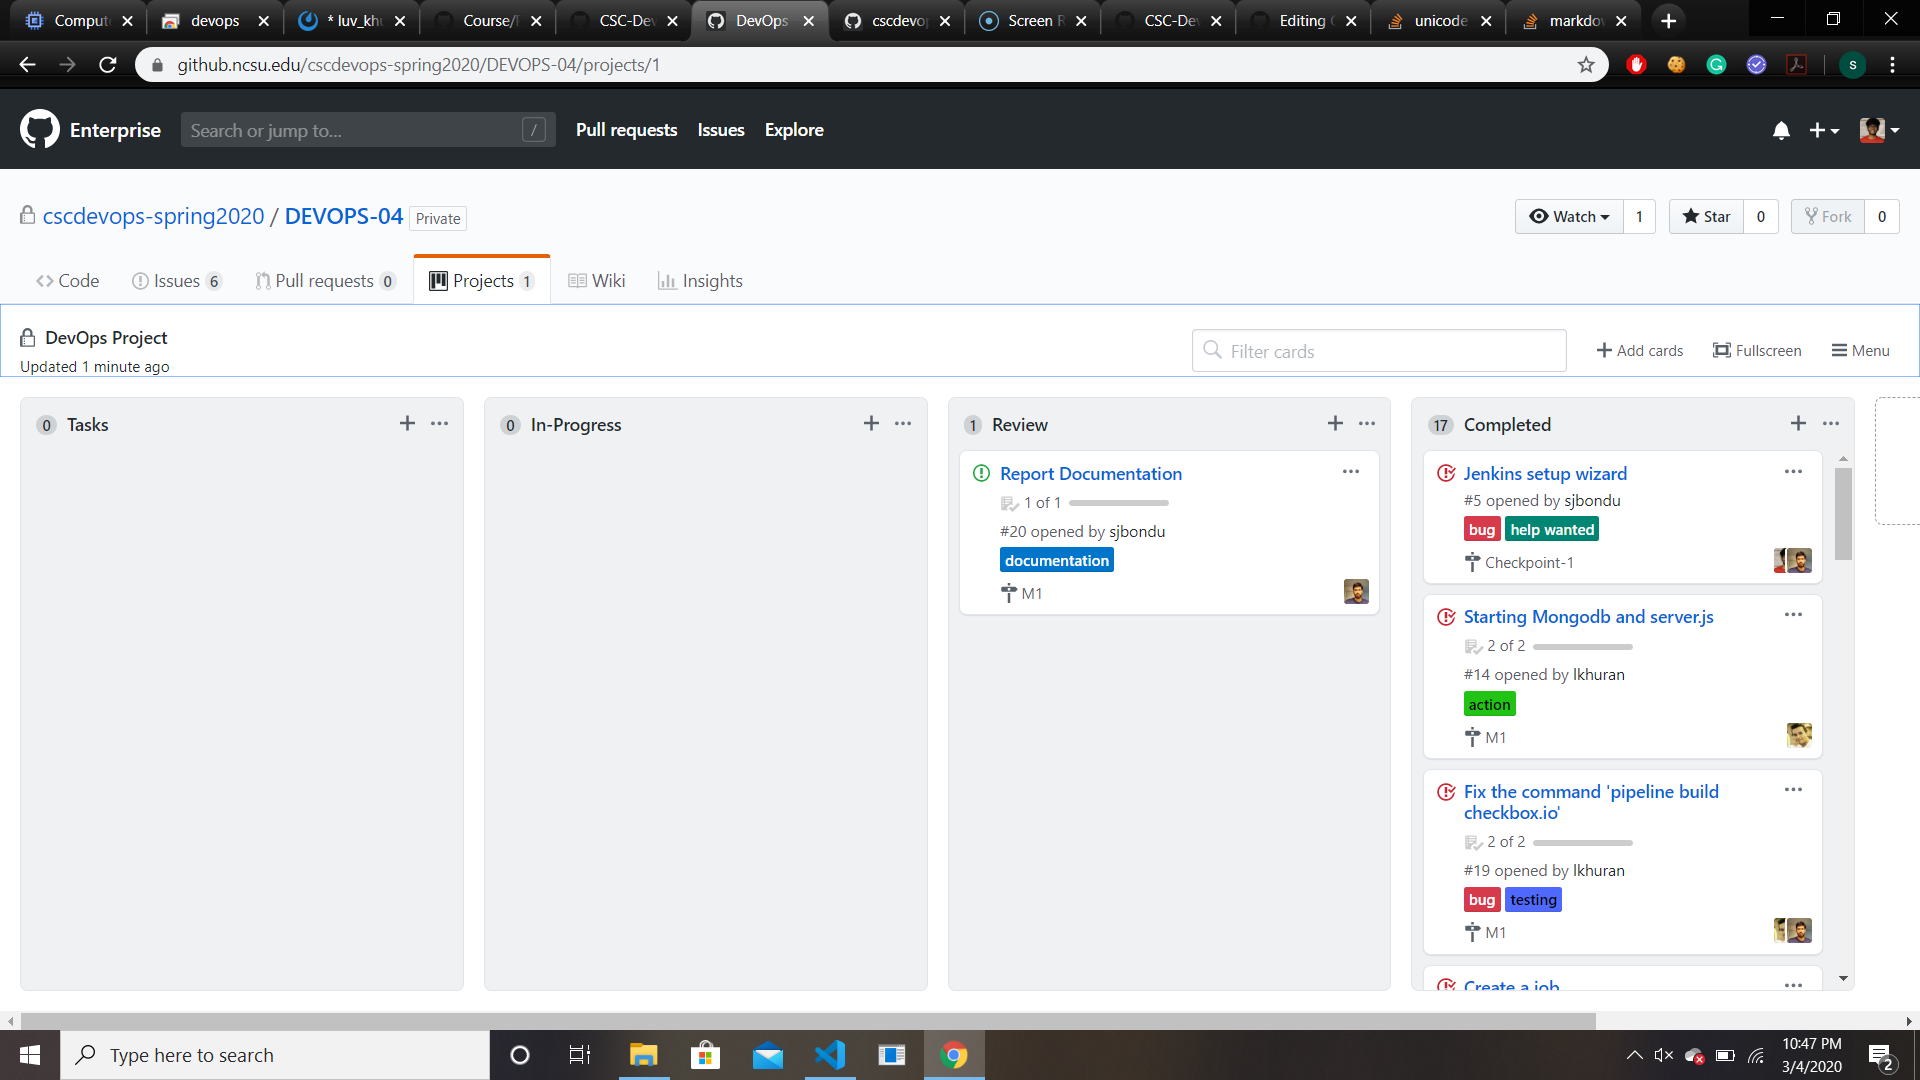 Compute
devops
* luv_khu
Course/P
CSC-Dev
DevOps
cscdevop
Screen R
CSC-Dev
Editing
unicode
markdow
github.ncsu.edu/cscdevops-spring2020/DEVOPS-04/projects/1
s
Enterprise
Search or jump to...
/
Pull requests
Issues
Explore
cscdevops-spring2020 / DEVOPS-04
Private
Watch
1
Star
0
Fork
0
Code
Issues 6
Pull requests 0
Projects 1
Wiki
Insights
DevOps Project
Updated 1 minute ago
Filter cards
Add cards
Fullscreen
Menu
0 Tasks
0 In-Progress
1 Review
Report Documentation
1 of 1
#20 opened by sjbondu
documentation
M1
17 Completed
Jenkins setup wizard
#5 opened by sjbondu
bug help wanted
Checkpoint-1
Starting Mongodb and server.js
2 of 2
#14 opened by lkhuran
action
M1
Fix the command 'pipeline build
checkbox.io'
2 of 2
#19 opened by lkhuran
bug testing
M1
Create a job
Type here to search
10:47 PM
3/4/2020
2